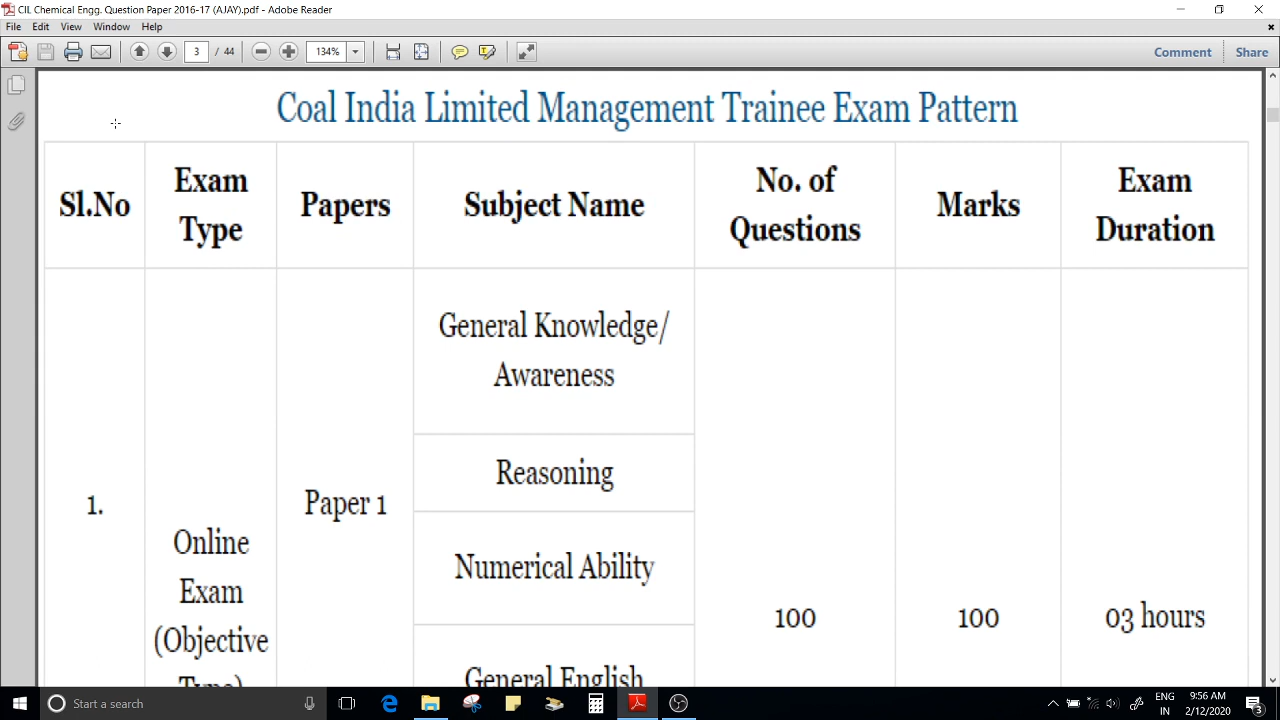 CIL Chemical Engg. Question Paper 2016-17 (AJAY).pdf - Adobe Reader
File Edit View Window Help
3 / 44 134% Comment Share
Coal India Limited Management Trainee Exam Pattern
Sl.No
Exam
Type
Papers
Subject Name
No. of
Questions
Marks
Exam
Duration
1.
Online
Exam
(Objective
Type)
Paper 1
General Knowledge/
Awareness
Reasoning
Numerical Ability
General English
100
100
03 hours
Start search
ENG
IN
9:56 AM
2/12/2020
3